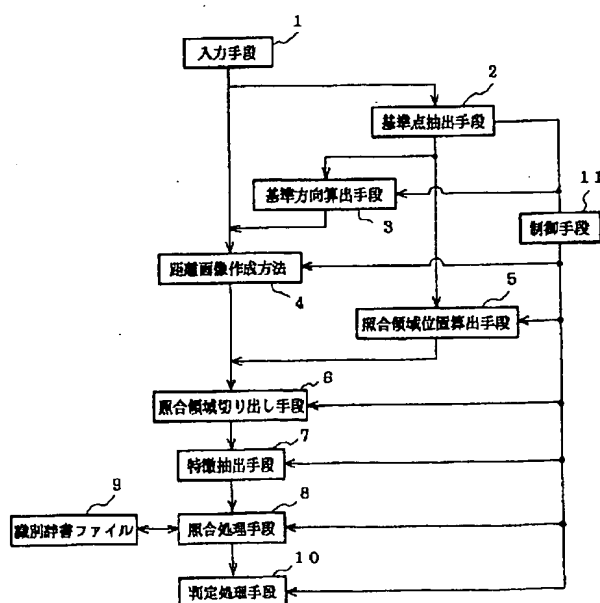 1
入力手段
2
基準点抽出手段
11
基準方向算出手段
3
制御手段
距離画像作成方法
4
5
照合領域位置算出手段
6
照合領域切り出し手段
7
特徴抽出手段
9
8
識別辞書ファイル
照合処理手段
10
判定処理手段